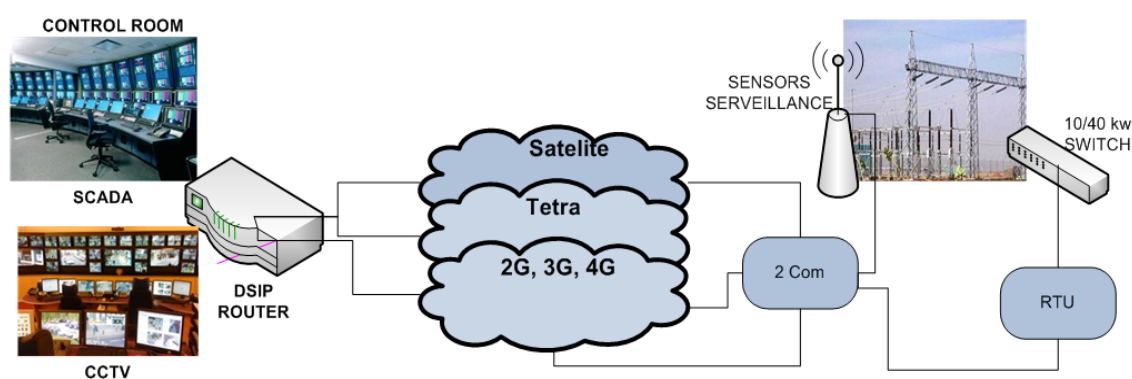 CONTROL ROOM
SCADA
CCTV
DSIP
ROUTER
Satelite
Tetra
2G, 3G, 4G
SENSORS
SERVEILLANCE
10/40 kw
SWITCH
2 Com
RTU